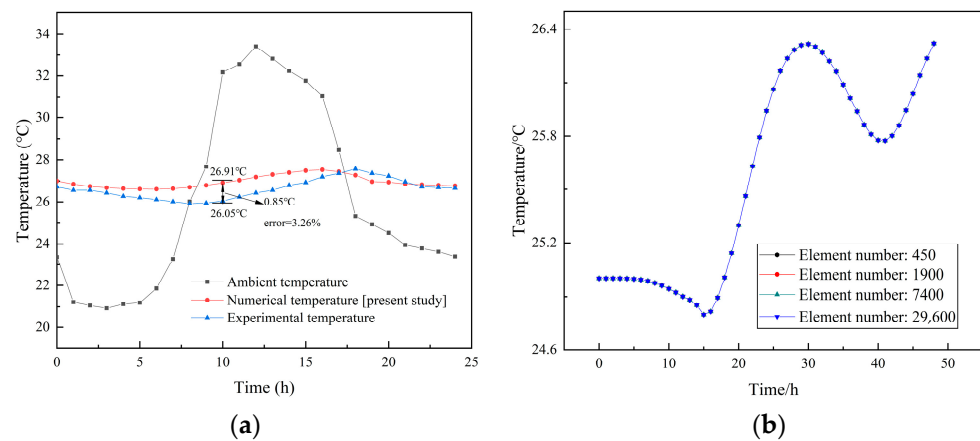 34
32
30
28
26
24
22
20
Temperature (℃)
0
5
10
15
20
25
Time (h)
26.91℃
0.85℃
26.05℃
error=3.26%
Ambient temperature
Numerical temperature [present study]
Experimental temperature
(a)
26.4
25.8
25.2
24.6
Temperature/℃
0
10
20
30
40
50
Time/h
Element number: 450
Element number: 1900
Element number: 7400
Element number: 29,600
(b)